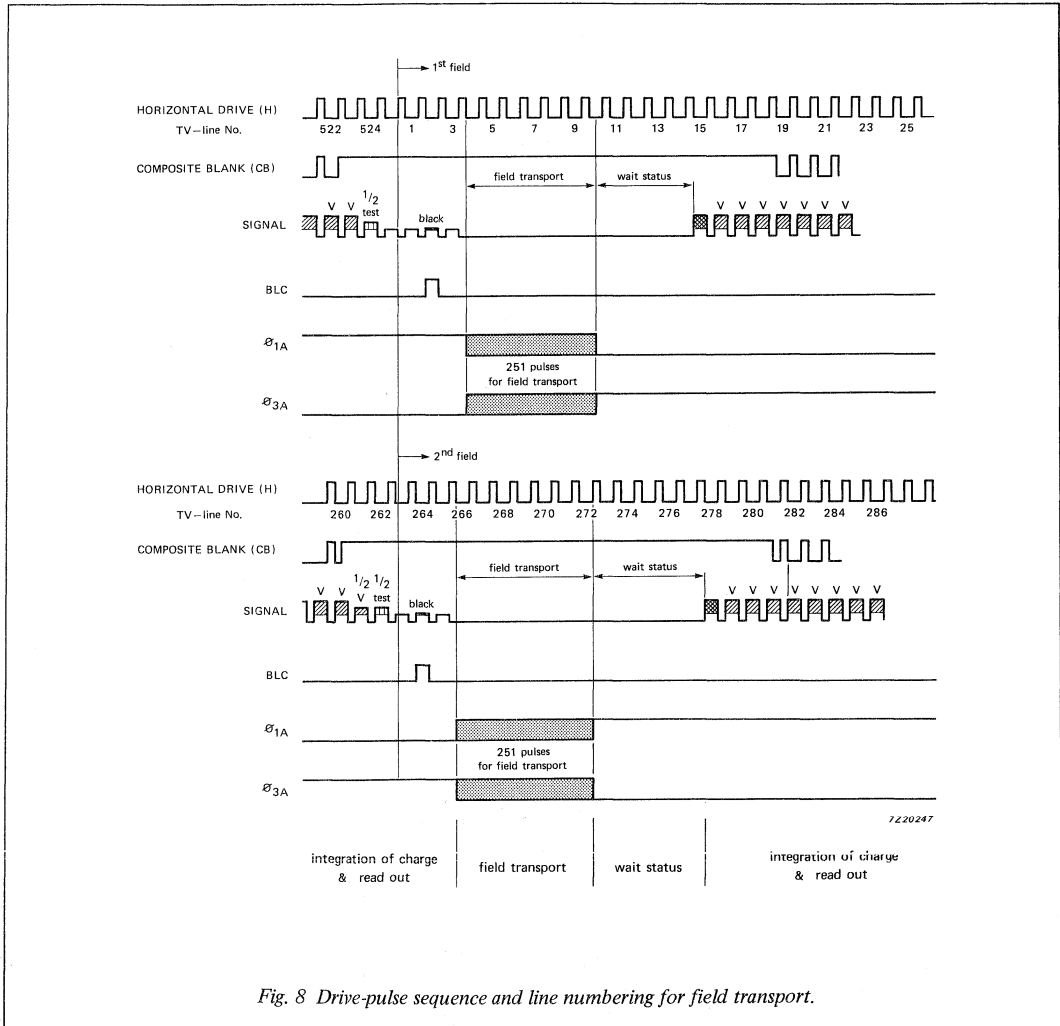 1st field
HORIZONTAL DRIVE (H)
TV-line No.
522 524 1 3 5 7 9 11 13 15 17 19 21 23 25
COMPOSITE BLANK (CB)
field transport wait status
V V 1/2 test black V V V V V V V
SIGNAL
BLC
Ø1A
251 pulses
for field transport
Ø3A
2nd field
HORIZONTAL DRIVE (H)
TV-line No.
260 262 264 266 268 270 272 274 276 278 280 282 284 286
COMPOSITE BLANK (CB)
field transport wait status
V V 1/2 V 1/2 test black V V V V V V V V
SIGNAL
BLC
Ø1A
251 pulses
for field transport
Ø3A
7Z20247
integration of charge
& read out
field transport
wait status
integration of charge
& read out
Fig. 8 Drive-pulse sequence and line numbering for field transport.